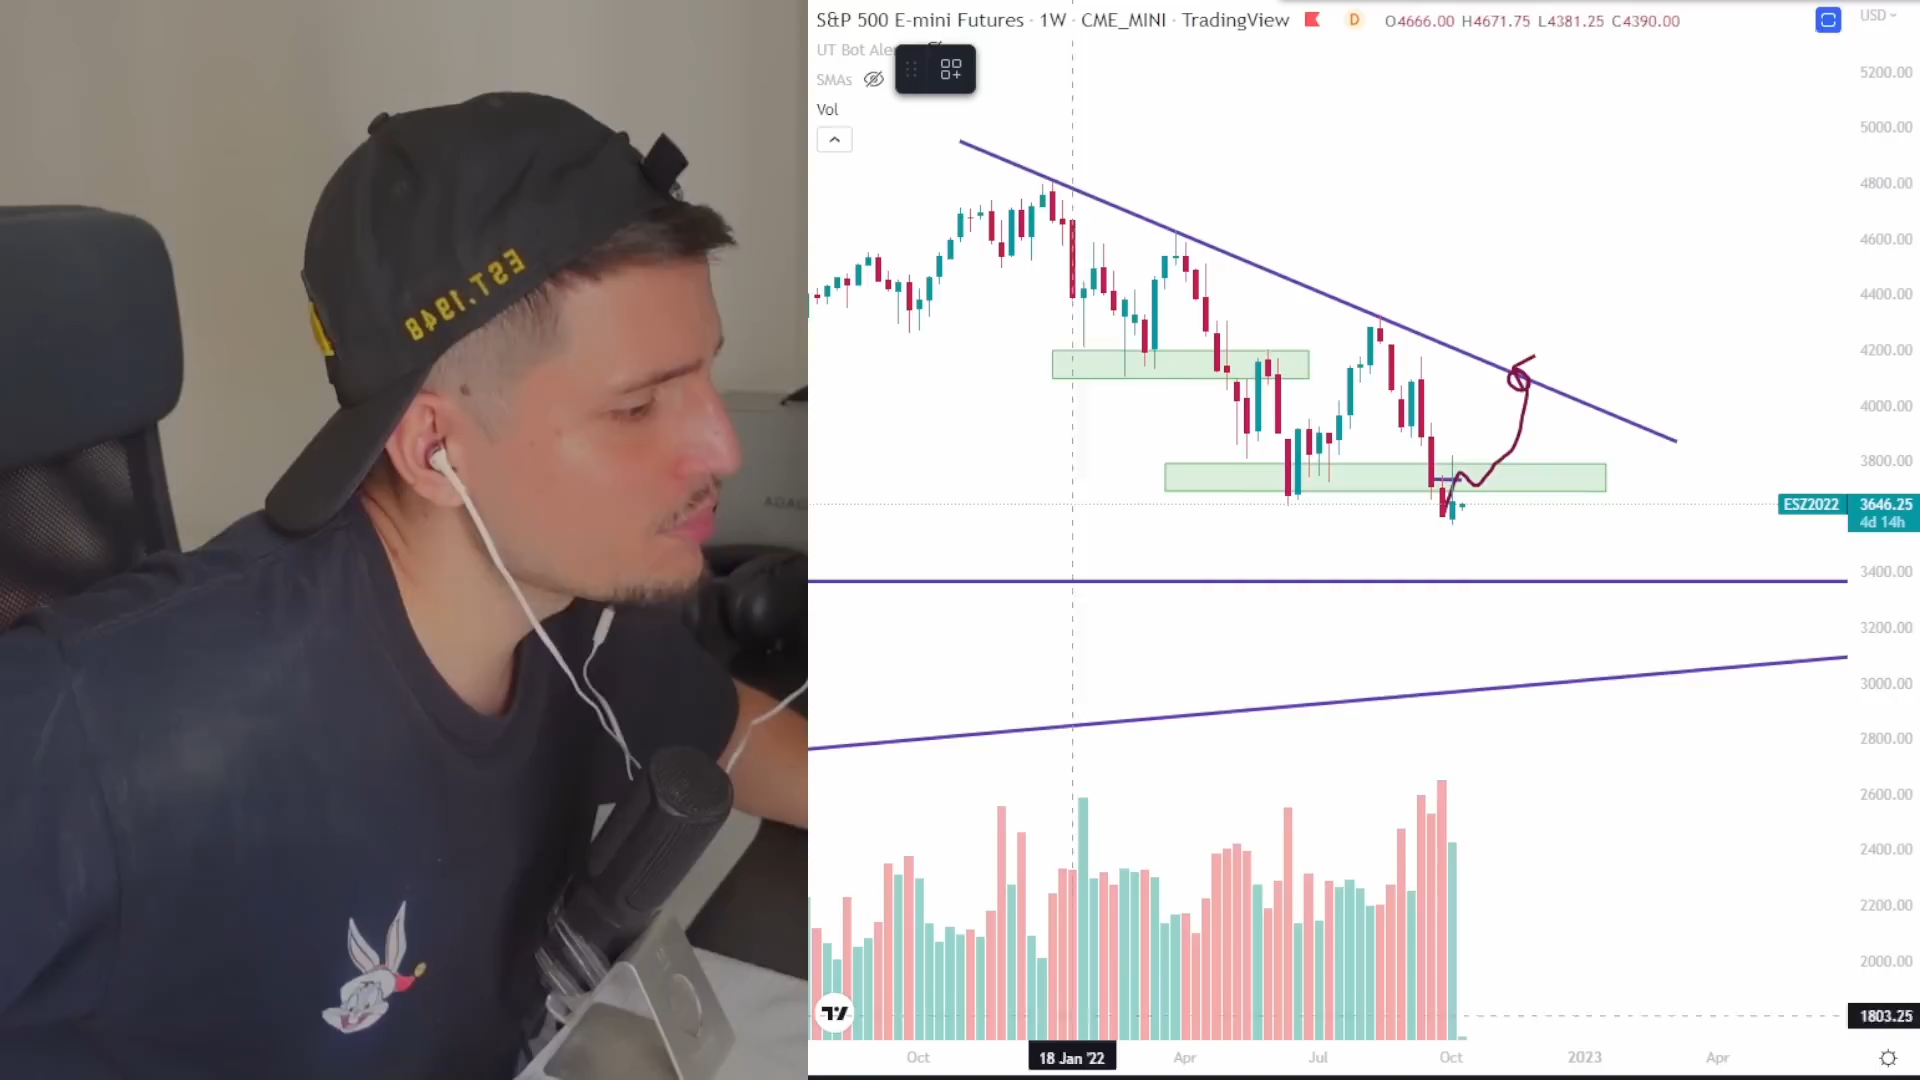 S&P 500 E-mini Futures · 1W · CME_MINI · TradingView D O4666.00 H4671.75 L4381.25 C4390.00
USD
UT Bot Ale
SMAs
Vol
5200.00
5000.00
4800.00
4600.00
4400.00
4200.00
4000.00
3800.00
ESZ2022 3646.25
4d 14h
3400.00
3200.00
3000.00
2800.00
2600.00
2400.00
2200.00
2000.00
1803.25
Oct 18 Jan '22 Apr Jul Oct 2023 Apr
EST.1948